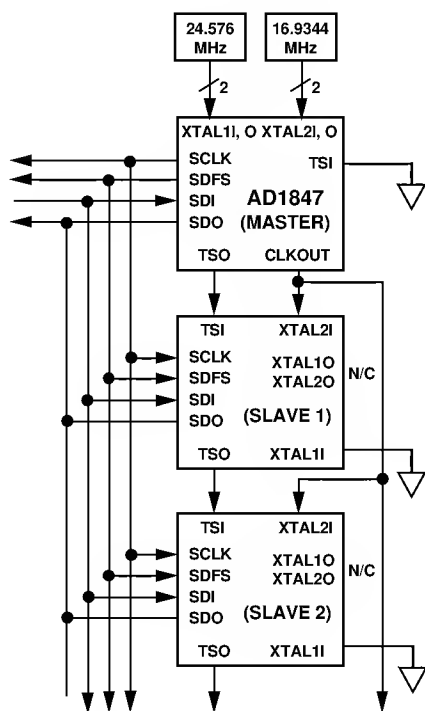 24.576
MHz
16.9344
MHz
2
2
XTAL1I, O XTAL2I, O
SCLK
TSI
SDFS
AD1847
SDI
(MASTER)
SDO
TSO CLKOUT
TSI XTAL2I
SCLK
XTAL1O
N/C
SDFS
XTAL2O
SDI
(SLAVE 1)
SDO
TSO XTAL1I
TSI XTAL2I
SCLK
XTAL1O
N/C
SDFS
XTAL2O
SDI
(SLAVE 2)
SDO
TSO XTAL1I